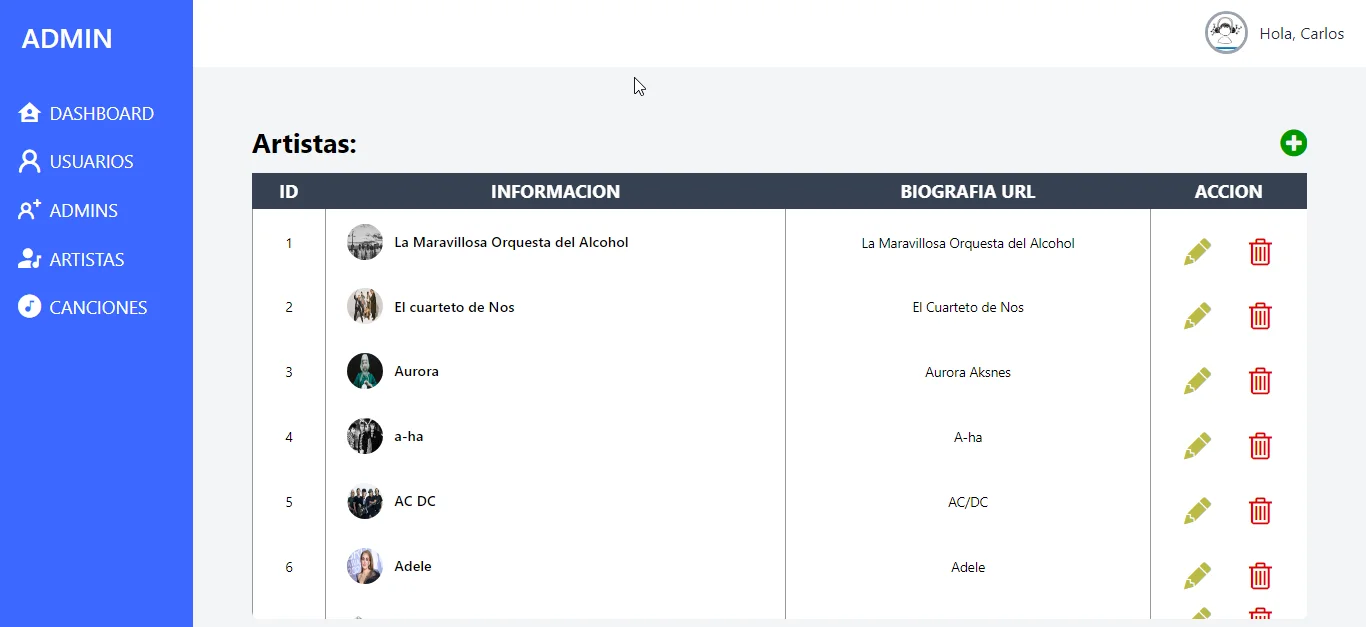 ADMIN
Hola, Carlos
DASHBOARD
USUARIOS
ADMINS
ARTISTAS
CANCIONES
Artistas:
ID INFORMACION BIOGRAFIA URL ACCION
1 La Maravillosa Orquesta del Alcohol La Maravillosa Orquesta del Alcohol
2 El cuarteto de Nos El Cuarteto de Nos
3 Aurora Aurora Aksnes
4 a-ha A-ha
5 AC DC AC/DC
6 Adele Adele